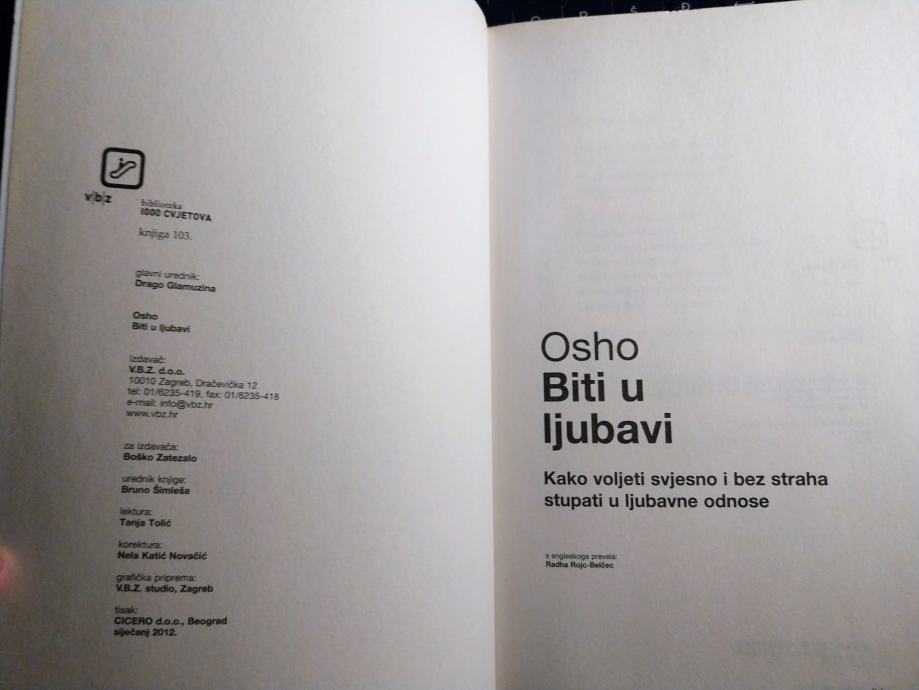 v|b|z
biblioteka
1000 CVJETOVA
knjiga 103.
glavni urednik:
Drago Glamuzina
Osho
Biti u ljubavi
izdavač:
V.B.Z. d.o.o.
10010 Zagreb, Dračevička 12
tel: 01/6235-419, fax: 01/6235-418
e-mail: info@vbz.hr
www.vbz.hr
za izdavača:
Boško Zatezalo
urednik knjige:
Bruno Šimleša
lektura:
Tanja Tolić
korektura:
Nela Katić Novačić
grafička priprema:
V.B.Z. studio, Zagreb
tisak:
CICERO d.o.o., Beograd
siječanj 2012.
Osho
Biti u
ljubavi
Kako voljeti svjesno i bez straha
stupati u ljubavne odnose
s engleskoga prevela:
Radha Rojc-Belčec